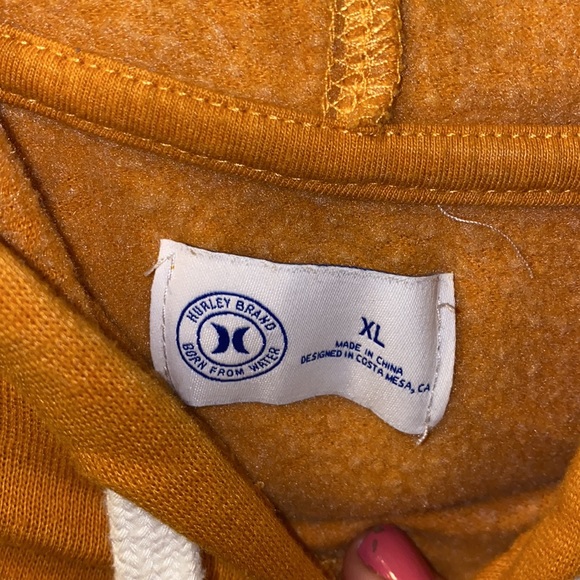 HURLEY BRAND
BORN FROM WATER
XL
MADE IN CHINA
DESIGNED IN COSTA MESA, CA